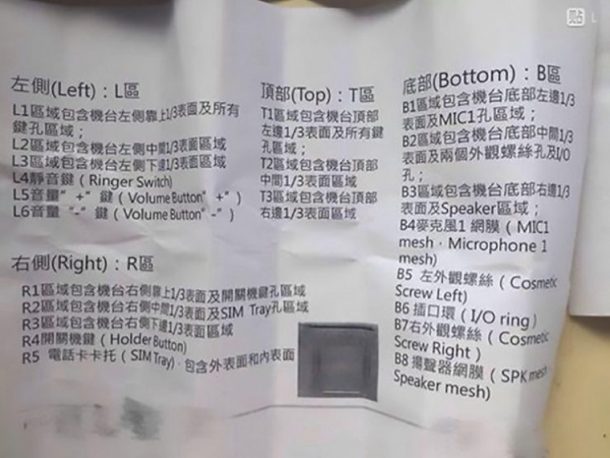 左側(Left)：L區
L1區域包含機台左側靠上1/3表面及所有
鍵孔區域；
L2區域包含機台左側中間1/3表面區域
L3區域包含機台左側下邊1/3表面區域
L4靜音鍵(Ringer Switch)
L5音量"+"鍵(Volume Button"+")
L6音量"-"鍵(Volume Button"-")
右側(Right)：R區
R1區域包含機台右側靠上1/3表面及開關機鍵孔區域
R2區域包含機台右側中間1/3表面及SIM Tray孔區域
R3區域包含機台右側下邊1/3表面區域
R4開關機鍵(Holder Button)
R5 電話卡卡托(SIM Tray)，包含外表面和內表面
頂部(Top)：T區
T1區域包含機台頂部
左邊1/3表面及所有鍵
孔區域；
T2區域包含機台頂部
中間1/3表面區域
T3區域包含機台頂部
右邊1/3表面區域
底部(Bottom)：B區
B1區域包含機台底部左邊1/3
表面及MIC1孔區域；
B2區域包含機台底部中間1/3
表面及兩個外觀螺絲孔及I/O
孔；
B3區域包含機台底部右邊1/3
表面及Speaker區域；
B4麥克風1 網膜(MIC1
mesh，Microphone 1
mesh)
B5 左外觀螺絲(Cosmetic
Screw Left)
B6 插口環(I/O ring)
B7右外觀螺絲(Cosmetic
Screw Right)
B8 揚聲器網膜(SPK mesh
Speaker mesh)